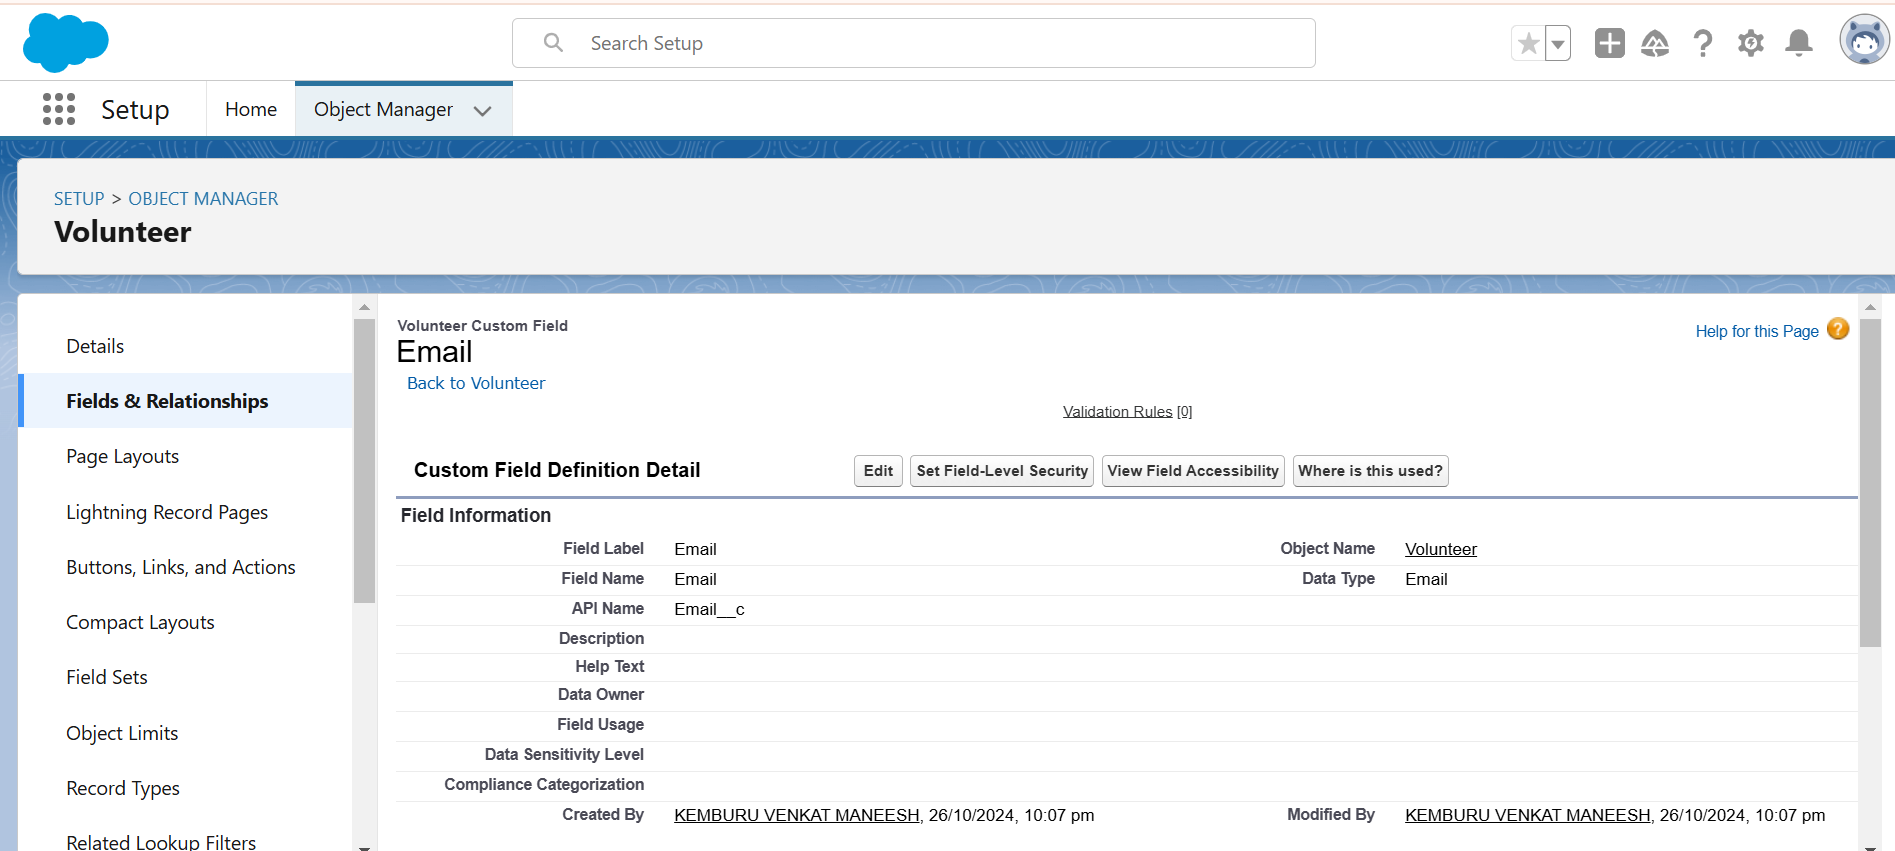 Search Setup
Setup
Home
Object Manager
SETUP > OBJECT MANAGER
Volunteer
Details
Fields & Relationships
Page Layouts
Lightning Record Pages
Buttons, Links, and Actions
Compact Layouts
Field Sets
Object Limits
Record Types
Related Lookup Filters
Volunteer Custom Field
Email
Back to Volunteer
Help for this Page ?
Validation Rules [0]
Custom Field Definition Detail
Edit
Set Field-Level Security
View Field Accessibility
Where is this used?
Field Information
Field Label Email Object Name Volunteer
Field Name Email Data Type Email
API Name Email__c
Description
Help Text
Data Owner
Field Usage
Data Sensitivity Level
Compliance Categorization
Created By KEMBURU VENKAT MANEESH, 26/10/2024, 10:07 pm Modified By KEMBURU VENKAT MANEESH, 26/10/2024, 10:07 pm